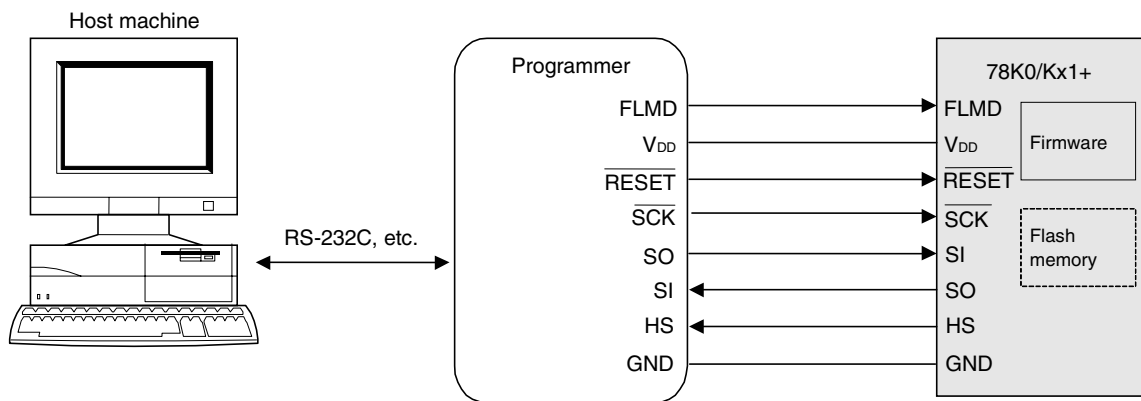 Host machine
RS-232C, etc.
Programmer
FLMD
VDD
RESET
SCK
SO
SI
HS
GND
78K0/Kx1+
FLMD
VDD
RESET
SCK
SI
SO
HS
GND
Firmware
Flash
memory